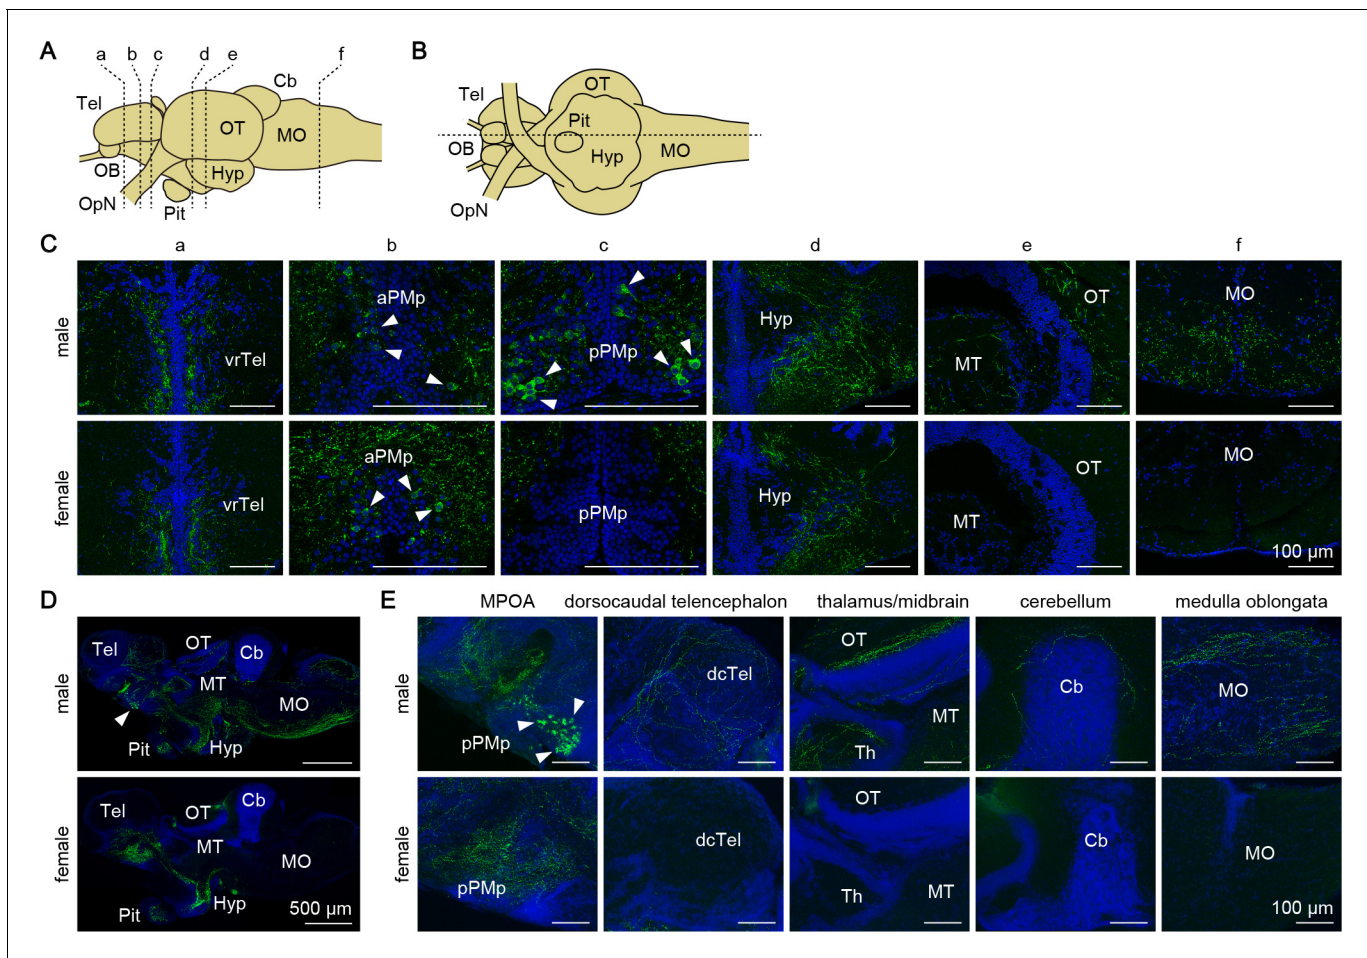 A
B
a b c d e f
Tel
Cb
OT
MO
OB
Hyp
OpN
Pit
Tel
OT
Pit
OB
Hyp
MO
OpN
C
a b c d e f
male
vrTel
aPMp
pPMp
Hyp
OT
MT
MO
female
vrTel
aPMp
pPMp
Hyp
OT
MT
MO
100 µm
D
male
Tel
OT
Cb
MT
MO
Pit
Hyp
female
Tel
OT
Cb
MT
MO
Pit
Hyp
500 µm
E
MPOA dorsocaudal telencephalon thalamus/midbrain cerebellum medulla oblongata
male
pPMp
dcTel
OT
MT
Th
Cb
MO
female
pPMp
dcTel
OT
Th
MT
Cb
MO
100 µm